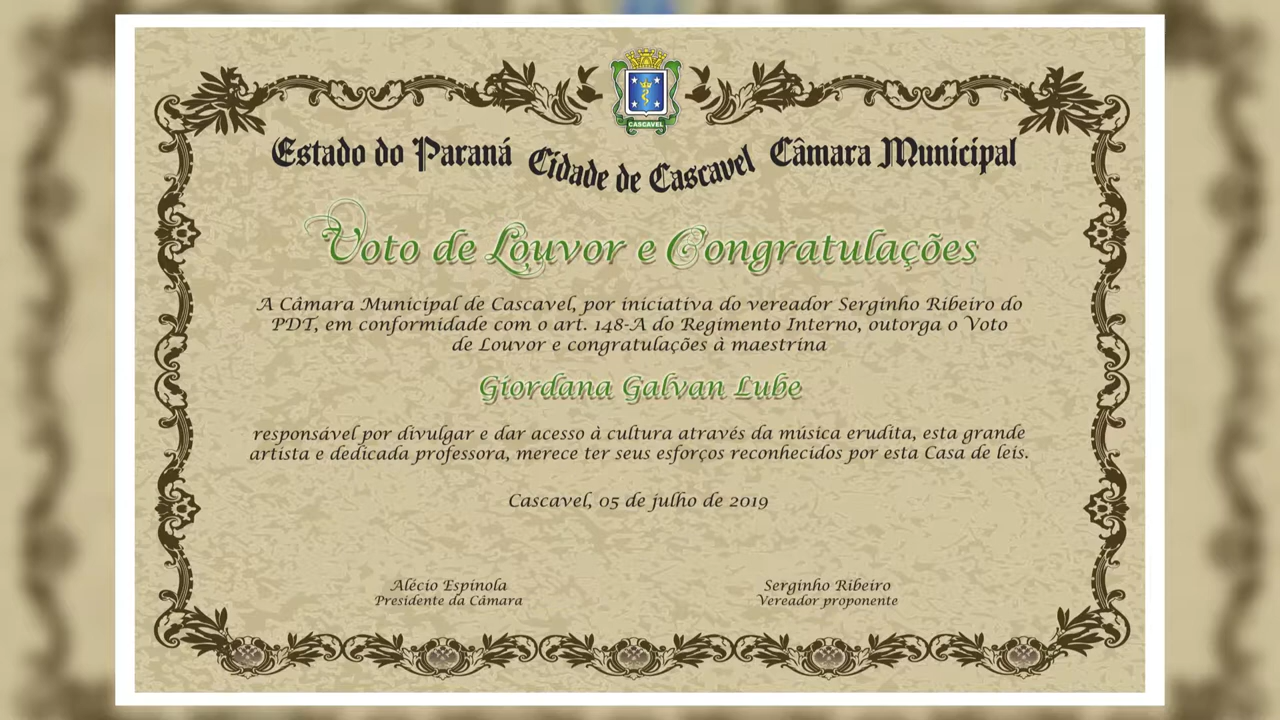 CASCAVEL
Estado do Paraná Cidade de Cascavel Câmara Municipal
Voto de Louvor e Congratulações
A Câmara Municipal de Cascavel, por iniciativa do vereador Serginho Ribeiro do
PDT, em conformidade com o art. 148-A do Regimento Interno, outorga o Voto
de Louvor e congratulações à maestrina
Giordana Galvan Lube
responsável por divulgar e dar acesso à cultura através da música erudita, esta grande
artista e dedicada professora, merece ter seus esforços reconhecidos por esta Casa de leis.
Cascavel, 05 de julho de 2019
Alécio Espínola
Presidente da Câmara
Serginho Ribeiro
Vereador proponente